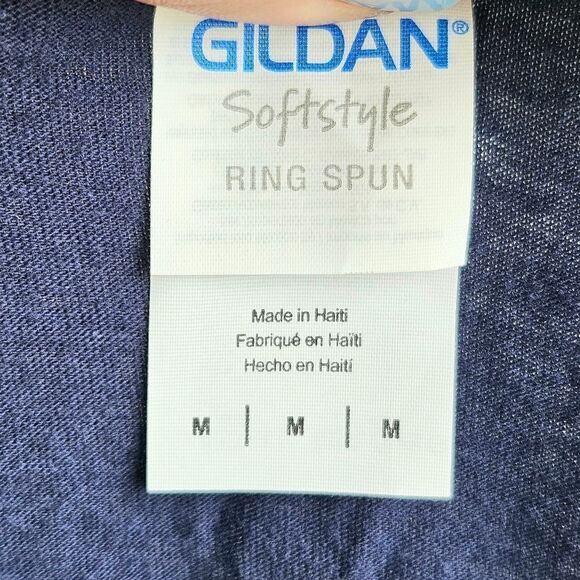 GILDAN®
Softstyle
RING SPUN
Made in Haiti
Fabriqué en Haïti
Hecho en Haití
M | M | M